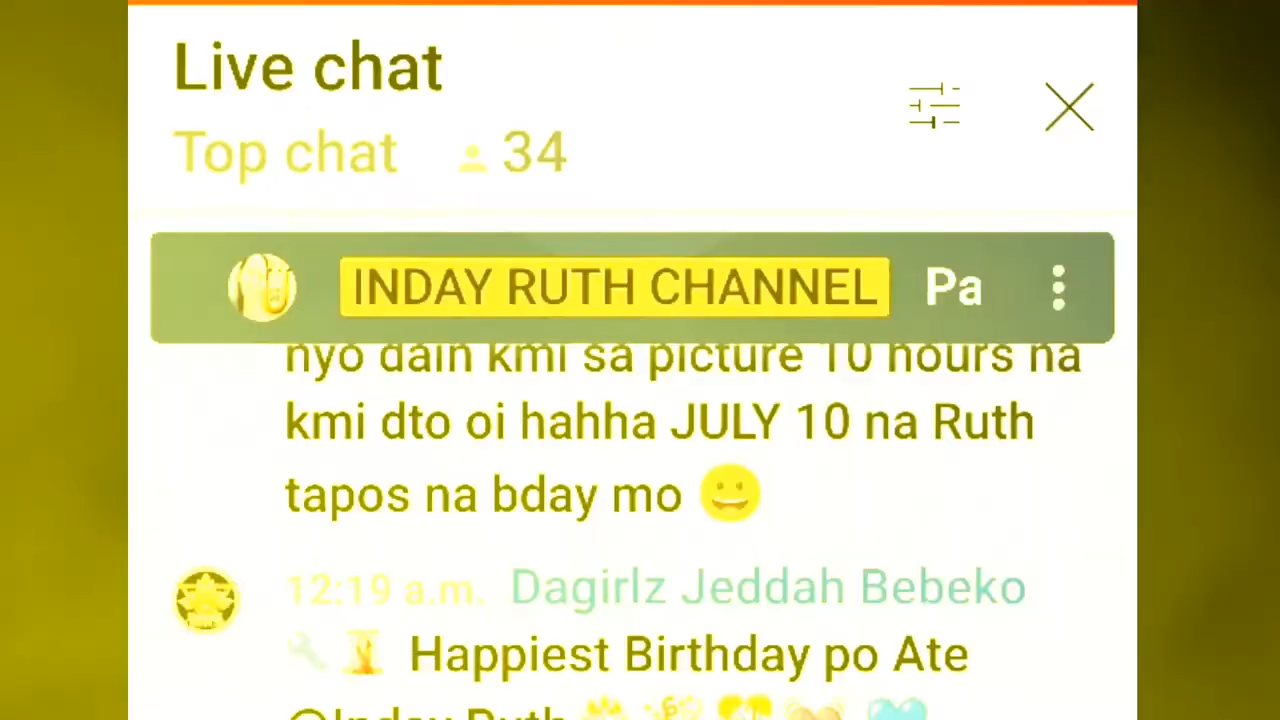 Live chat
Top chat 34
INDAY RUTH CHANNEL Pa
nyo dain kmi sa picture 10 hours na
kmi dto oi hahha JULY 10 na Ruth
tapos na bday mo 😀
12:19 a.m. Dagirlz Jeddah Bebeko
Happiest Birthday po Ate
@Inday Ruth